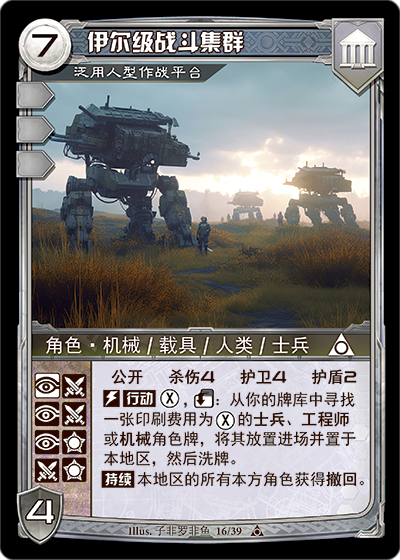 7
伊尔级战斗集群
泛用人型作战平台
角色·机械 / 载具 / 人类 / 士兵
公开 杀伤4 护卫4 护盾2
行动 X, : 从你的牌库中寻找
一张印刷费用为 X 的士兵、工程师
或机械角色牌，将其放置进场并置于
本地区，然后洗牌。
持续 本地区的所有本方角色获得撤回。
4
Illus. 子非罗非鱼 16/39